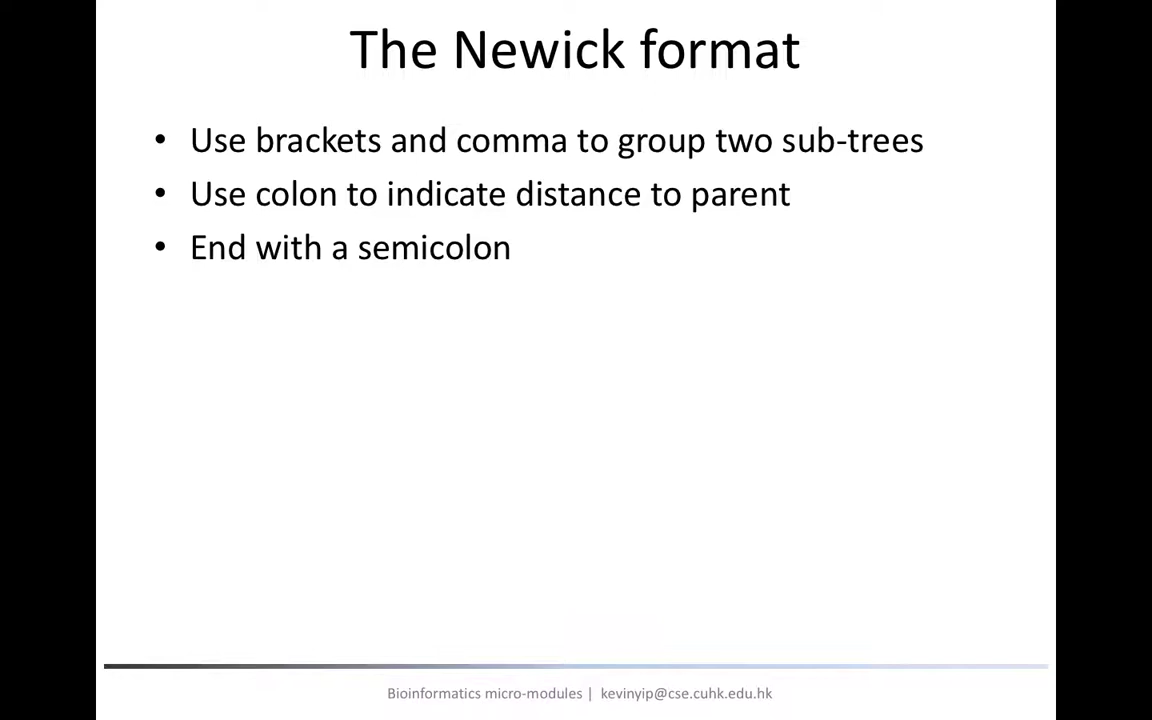 The Newick format
• Use brackets and comma to group two sub-trees
• Use colon to indicate distance to parent
• End with a semicolon
Bioinformatics micro-modules | kevinyip@cse.cuhk.edu.hk